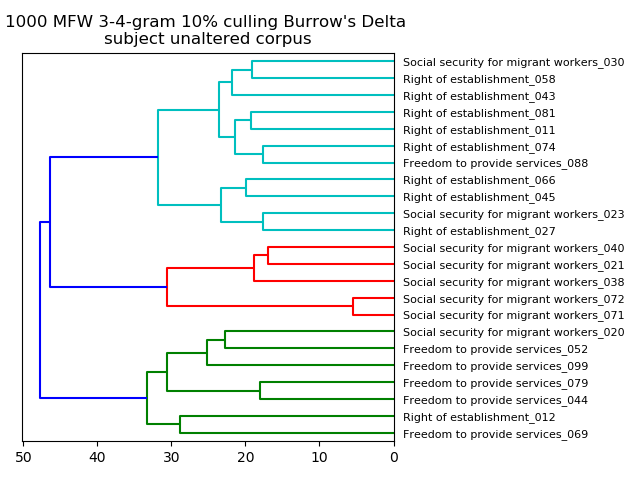 1000 MFW 3-4-gram 10% culling Burrow's Delta
subject unaltered corpus
Social security for migrant workers_030
Right of establishment_058
Right of establishment_043
Right of establishment_081
Right of establishment_011
Right of establishment_074
Freedom to provide services_088
Right of establishment_066
Right of establishment_045
Social security for migrant workers_023
Right of establishment_027
Social security for migrant workers_040
Social security for migrant workers_021
Social security for migrant workers_038
Social security for migrant workers_072
Social security for migrant workers_071
Social security for migrant workers_020
Freedom to provide services_052
Freedom to provide services_099
Freedom to provide services_079
Freedom to provide services_044
Right of establishment_012
Freedom to provide services_069
50 40 30 20 10 0